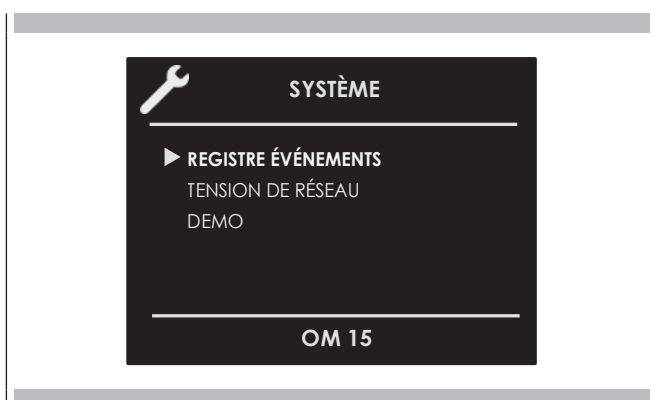 SYSTÈME
REGISTRE ÉVÉNEMENTS
TENSION DE RÉSEAU
DEMO
OM 15